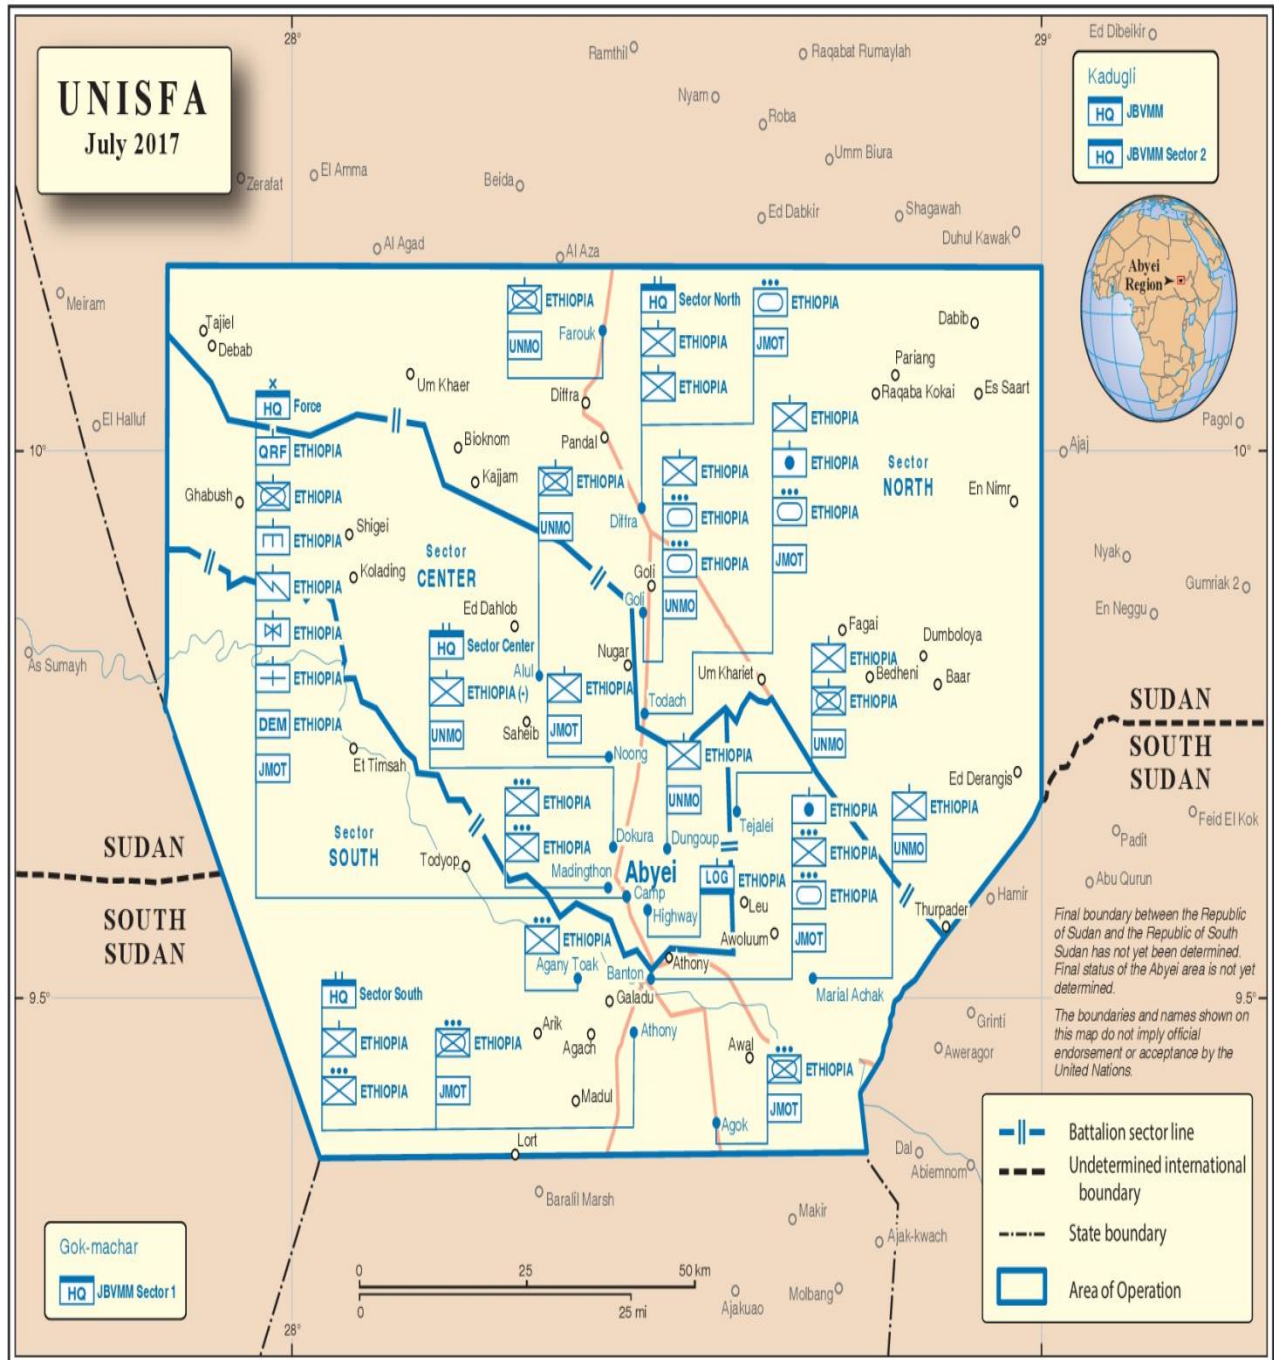 UNISFA
July 2017
28°
29°
Ramthil
Raqabat Rumaylah
Ed Dibeikir
Nyam
Roba
Umm Biura
Zerafat
El Amma
Beida
Ed Dabkir
Shagawah
Duhul Kawak
Al Agad
Al Aza
Kadugli
HQ JBVMM
HQ JBVMM Sector 2
Abyei
Region
Meiram
El Halluf
As Sumayh
Tajiel
Debab
Um Khaer
ETHIOPIA
UNMO
Farouk
HQ Sector North
ETHIOPIA
ETHIOPIA
ETHIOPIA
JMOT
Dabib
Pariang
Raqaba Kokai
Es Saart
Pagol
Ajaj
10°
10°
HQ Force
QRF ETHIOPIA
ETHIOPIA
ETHIOPIA
ETHIOPIA
ETHIOPIA
ETHIOPIA
DEM ETHIOPIA
JMOT
Diffra
Pandal
Bioknom
Kajjam
Ghabush
Shigei
Kolading
Sector
CENTER
ETHIOPIA
UNMO
Diffra
ETHIOPIA
ETHIOPIA
ETHIOPIA
UNMO
Goli
Goli
ETHIOPIA
ETHIOPIA
ETHIOPIA
JMOT
Sector
NORTH
En Nimr
Nyak
Gumriak 2
En Neggu
Ed Dahlob
HQ Sector Center
ETHIOPIA (-)
UNMO
Alul
Saheib
Nugar
ETHIOPIA
JMOT
Noong
Todach
Um Khariet
Fagai
Dumboloya
Bedheni
Baar
ETHIOPIA
ETHIOPIA
UNMO
SUDAN
SOUTH
SUDAN
Et Timsah
ETHIOPIA
UNMO
Tejalei
Ed Derangis
Feid El Kok
Padit
Abu Qurun
Hamir
Sector
SOUTH
Todyop
ETHIOPIA
ETHIOPIA
Madingthon
Dokura
Dungoup
Abyei
Camp
Highway
LOG ETHIOPIA
Leu
Awoluum
ETHIOPIA
ETHIOPIA
ETHIOPIA
JMOT
ETHIOPIA
UNMO
Thurpader
SUDAN
SOUTH
SUDAN
ETHIOPIA
Agany Toak
Banton
Athony
Marial Achak
Galadu
9.5°
9.5°
HQ Sector South
ETHIOPIA
ETHIOPIA
ETHIOPIA
JMOT
Arik
Agach
Athony
Madul
Awal
ETHIOPIA
JMOT
Agok
Lort
Grinti
Aweragor
Dal
Abiemnom
Baralil Marsh
Makir
Ajak-kwach
Ajakuao
Molbang
Final boundary between the Republic
of Sudan and the Republic of South
Sudan has not yet been determined.
Final status of the Abyei area is not yet
determined.
The boundaries and names shown on
this map do not imply official
endorsement or acceptance by the
United Nations.
Battalion sector line
Undetermined international
boundary
State boundary
Area of Operation
Gok-machar
HQ JBVMM Sector 1
0 25 50 km
0 25 mi
28°